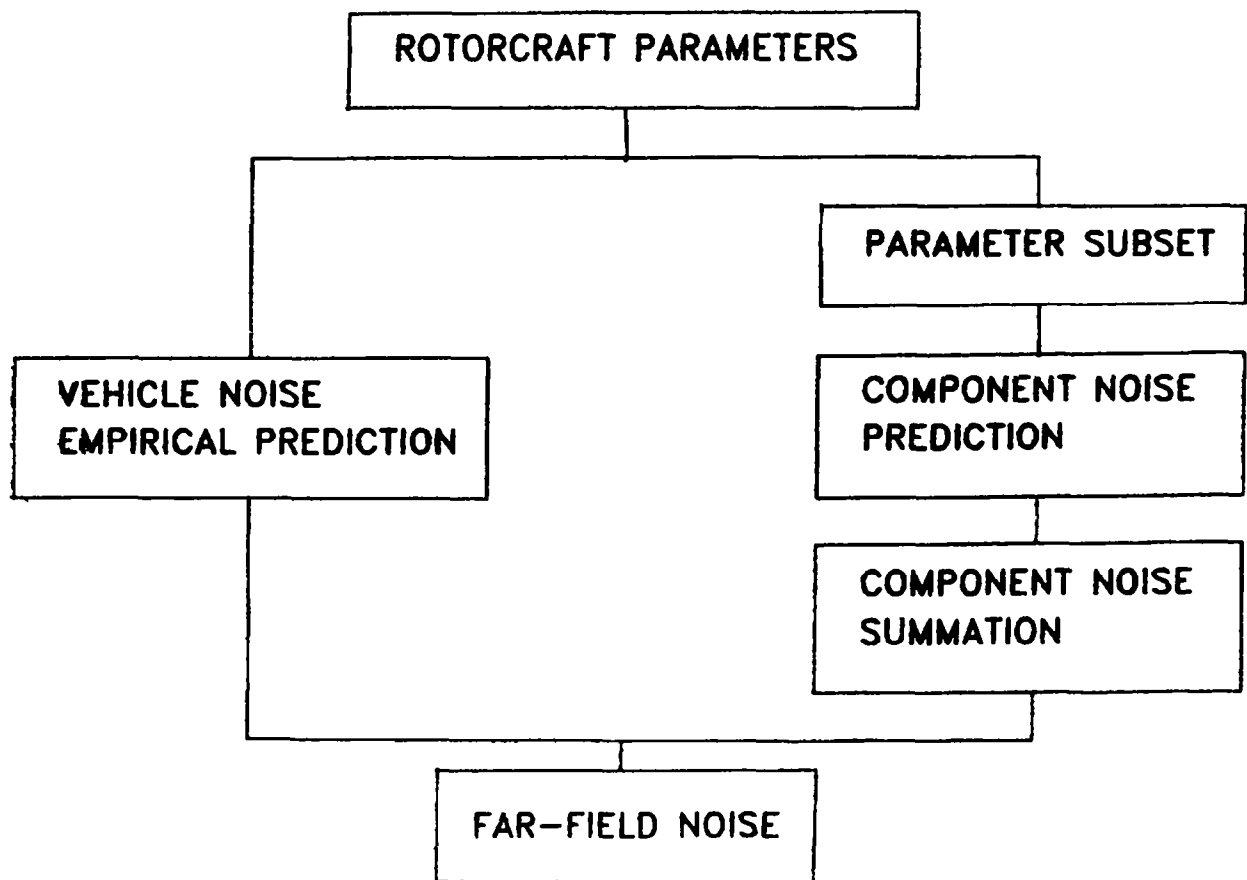 ROTORCRAFT PARAMETERS
PARAMETER SUBSET
VEHICLE NOISE
EMPIRICAL PREDICTION
COMPONENT NOISE
PREDICTION
COMPONENT NOISE
SUMMATION
FAR-FIELD NOISE